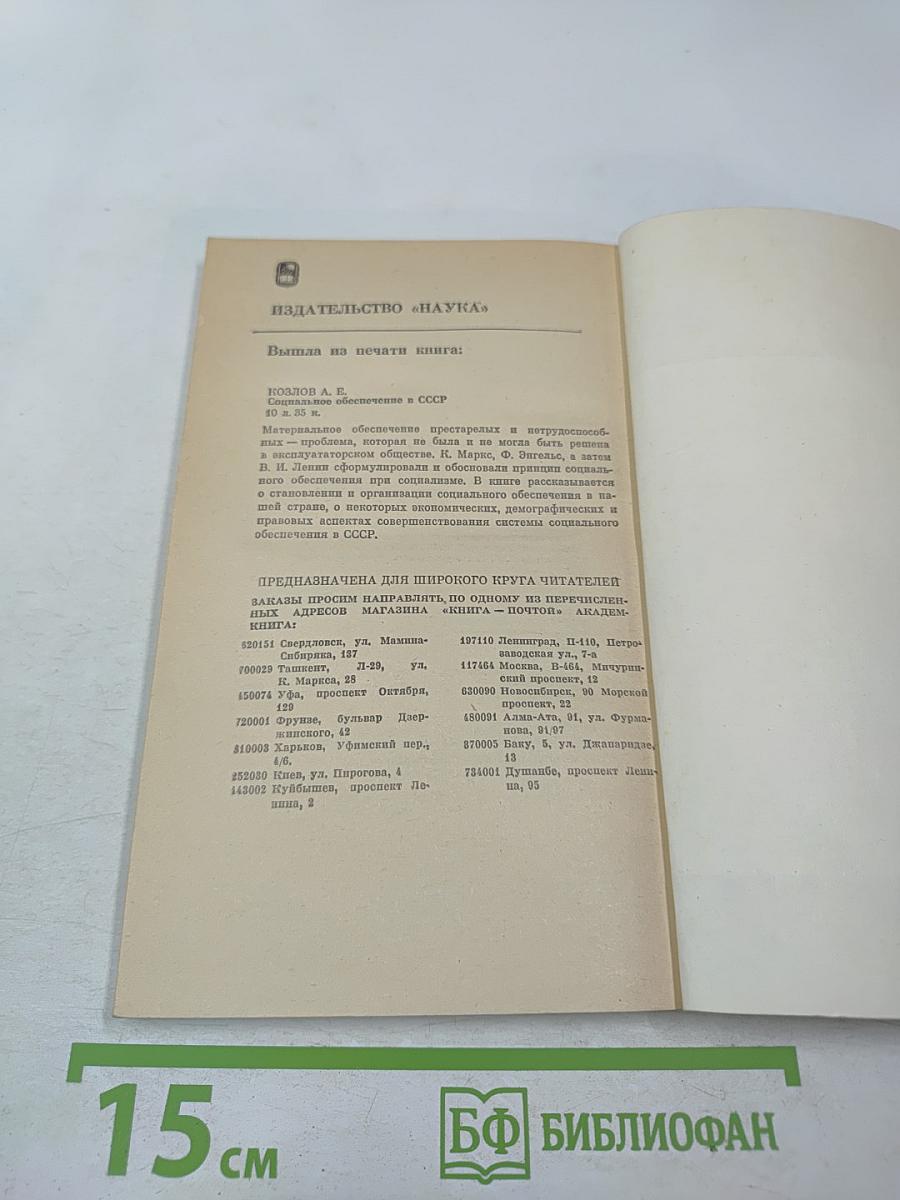 ИЗДАТЕЛЬСТВО «НАУКА»
Вышла из печати книга:
КОЗЛОВ А. Е.
Социальное обеспечение в СССР
10 л. 35 к.
Материальное обеспечение престарелых и нетрудоспособ-
ных — проблема, которая не была и не могла быть решена
в эксплуататорском обществе. К. Маркс, Ф. Энгельс, а затем
В. И. Ленин сформулировали и обосновали принципы социаль-
ного обеспечения при социализме. В книге рассказывается
о становлении и организации социального обеспечения в на-
шей стране, о некоторых экономических, демографических и
правовых аспектах совершенствования системы социального
обеспечения в СССР.
ПРЕДНАЗНАЧЕНА ДЛЯ ШИРОКОГО КРУГА ЧИТАТЕЛЕЙ
ЗАКАЗЫ ПРОСИМ НАПРАВЛЯТЬ ПО ОДНОМУ ИЗ ПЕРЕЧИСЛЕН-
НЫХ АДРЕСОВ МАГАЗИНА «КНИГА — ПОЧТОЙ» АКАДЕМ-
КНИГА:
620151 Свердловск, ул. Мамина-
Сибиряка, 137
700029 Ташкент, Л-29, ул.
К. Маркса, 28
450074 Уфа, проспект Октября,
129
720001 Фрунзе, бульвар Дзер-
жинского, 42
310003 Харьков, Уфимский пер.,
4/6.
252030 Киев, ул. Пирогова, 4
443002 Куйбышев, проспект Ле-
нина, 2
197110 Ленинград, П-110, Петро-
заводская ул., 7-а
117464 Москва, В-464, Мичурин-
ский проспект, 12
630090 Новосибирск, 90 Морской
проспект, 22
480091 Алма-Ата, 91, ул. Фурма-
нова, 91/97
370005 Баку, 5, ул. Джапаридзе,
13
734001 Душанбе, проспект Лени-
на, 95
15 см
БФ БИБЛИОФАН